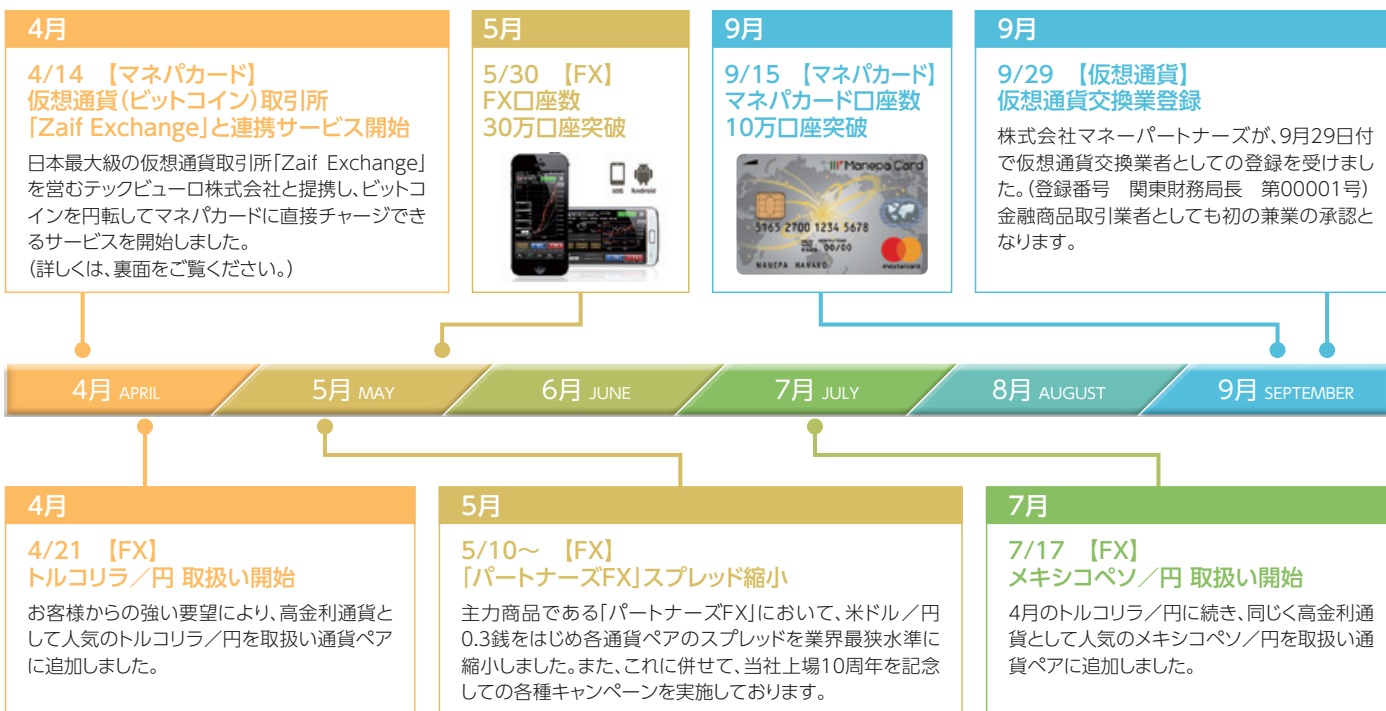 4月
4/14 【マネパカード】
仮想通貨(ビットコイン)取引所
「Zaif Exchange」と連携サービス開始
日本最大級の仮想通貨取引所「Zaif Exchange」
を営むテックビューロ株式会社と提携し、ビットコ
インを円転してマネパカードに直接チャージでき
るサービスを開始しました。
(詳しくは、裏面をご覧ください。)
5月
5/30 【FX】
FX口座数
30万口座突破
iOS Android
9月
9/15 【マネパカード】
マネパカード口座数
10万口座突破
Manepa Card
5165 2700 1234 5678
00/00
MANEPA HANAKO
mastercard
9月
9/29 【仮想通貨】
仮想通貨交換業登録
株式会社マネーパートナーズが、9月29日付
で仮想通貨交換業者としての登録を受けまし
た。(登録番号 関東財務局長 第00001号)
金融商品取引業者としても初の兼業の承認と
なります。
4月 APRIL
5月 MAY
6月 JUNE
7月 JULY
8月 AUGUST
9月 SEPTEMBER
4月
4/21 【FX】
トルコリラ/円 取扱い開始
お客様からの強い要望により、高金利通貨と
して人気のトルコリラ/円を取扱い通貨ペア
に追加しました。
5月
5/10~ 【FX】
「パートナーズFX」スプレッド縮小
主力商品である「パートナーズFX」において、米ドル/円
0.3銭をはじめ各通貨ペアのスプレッドを業界最狭水準に
縮小しました。また、これに併せて、当社上場10周年を記念
しての各種キャンペーンを実施しております。
7月
7/17 【FX】
メキシコペソ/円 取扱い開始
4月のトルコリラ/円に続き、同じく高金利通
貨として人気のメキシコペソ/円を取扱い通
貨ペアに追加しました。